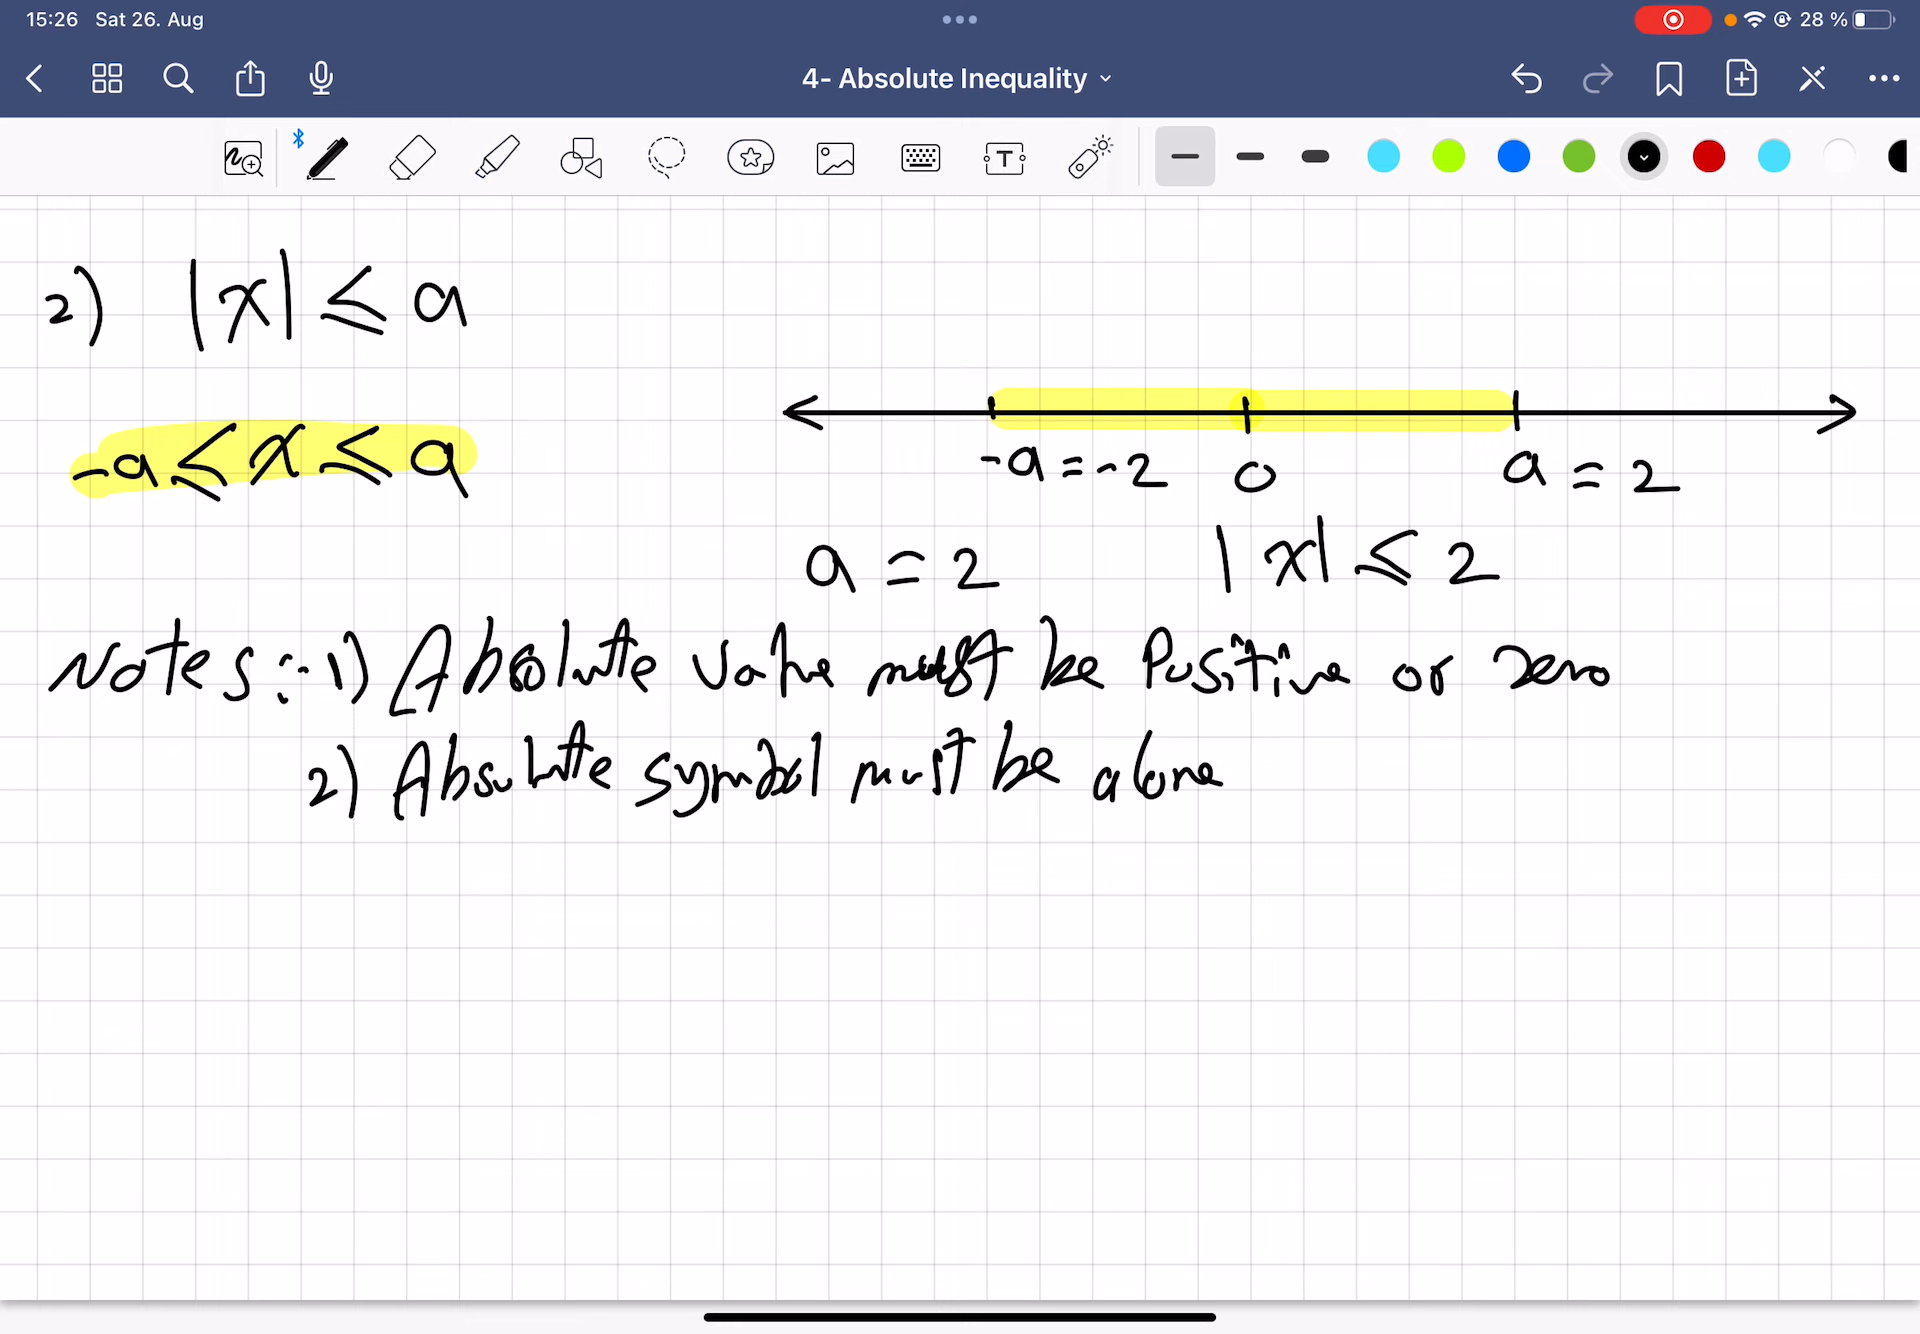 15:26 Sat 26. Aug
28 %
4- Absolute Inequality
T
2) |x| ≤ a
-a ≤ x ≤ a
-a = -2 0 a = 2
a = 2 |x| ≤ 2
Notes :- 1) Absolute value must be Positive or zero
2) Absolute symbol must be alone